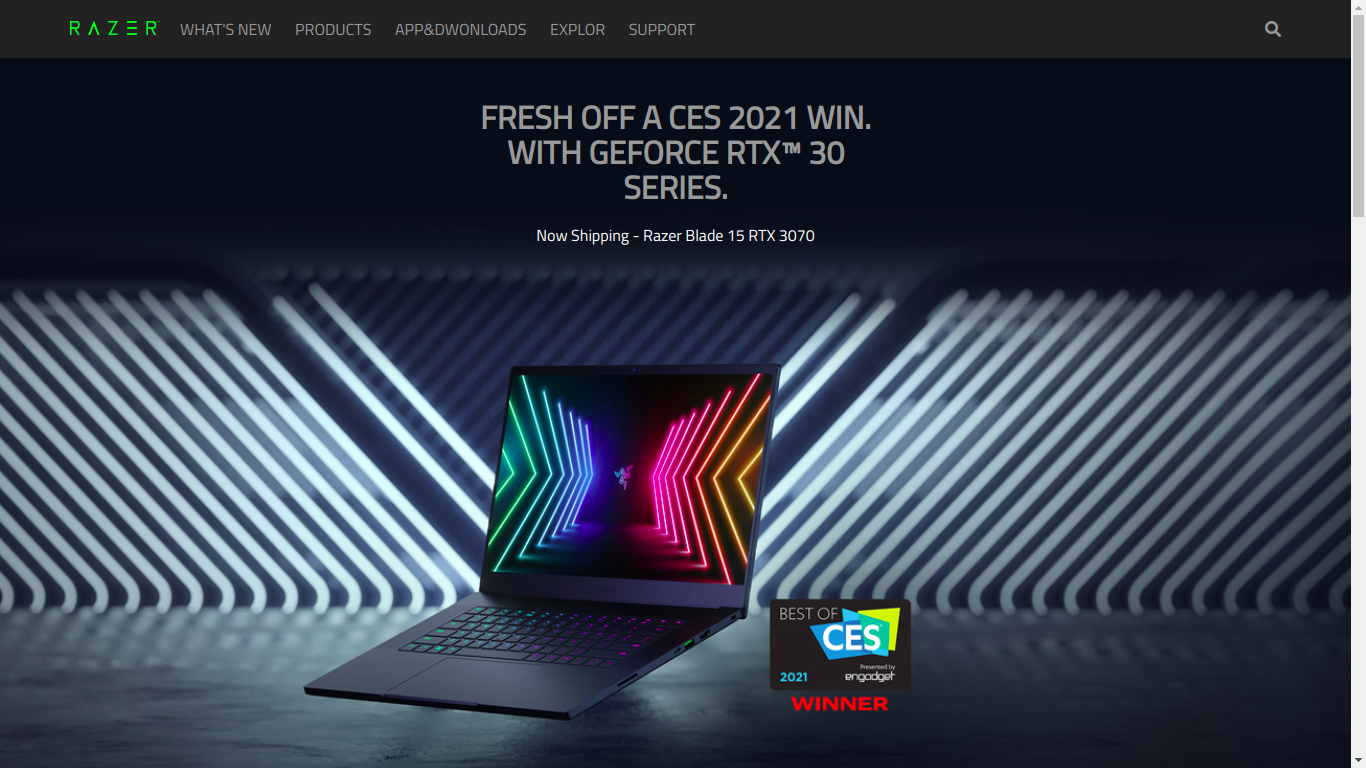 RAZER WHAT'S NEW PRODUCTS APP&DWONLOADS EXPLOR SUPPORT
FRESH OFF A CES 2021 WIN.
WITH GEFORCE RTX™ 30
SERIES.
Now Shipping - Razer Blade 15 RTX 3070
BEST OF
CES
Presented by
2021 engadget
WINNER